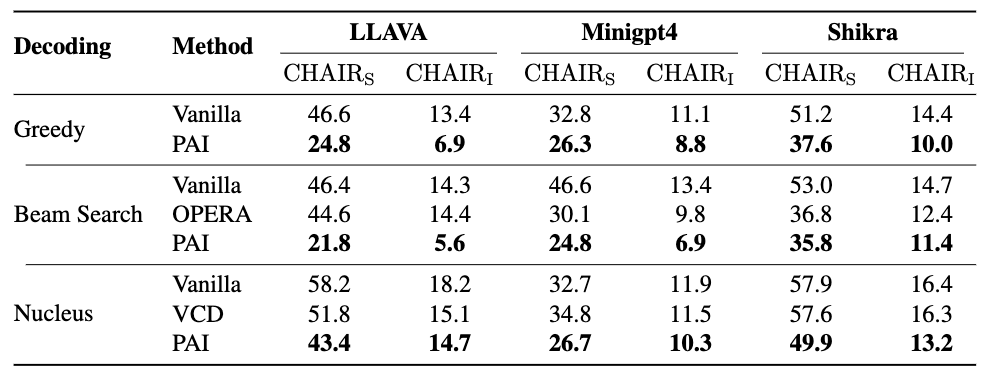 Decoding Method LLAVA Minigpt4 Shikra
CHAIR_S CHAIR_I CHAIR_S CHAIR_I CHAIR_S CHAIR_I
Greedy
Vanilla 46.6 13.4 32.8 11.1 51.2 14.4
PAI 24.8 6.9 26.3 8.8 37.6 10.0
Beam Search
Vanilla 46.4 14.3 46.6 13.4 53.0 14.7
OPERA 44.6 14.4 30.1 9.8 36.8 12.4
PAI 21.8 5.6 24.8 6.9 35.8 11.4
Nucleus
Vanilla 58.2 18.2 32.7 11.9 57.9 16.4
VCD 51.8 15.1 34.8 11.5 57.6 16.3
PAI 43.4 14.7 26.7 10.3 49.9 13.2